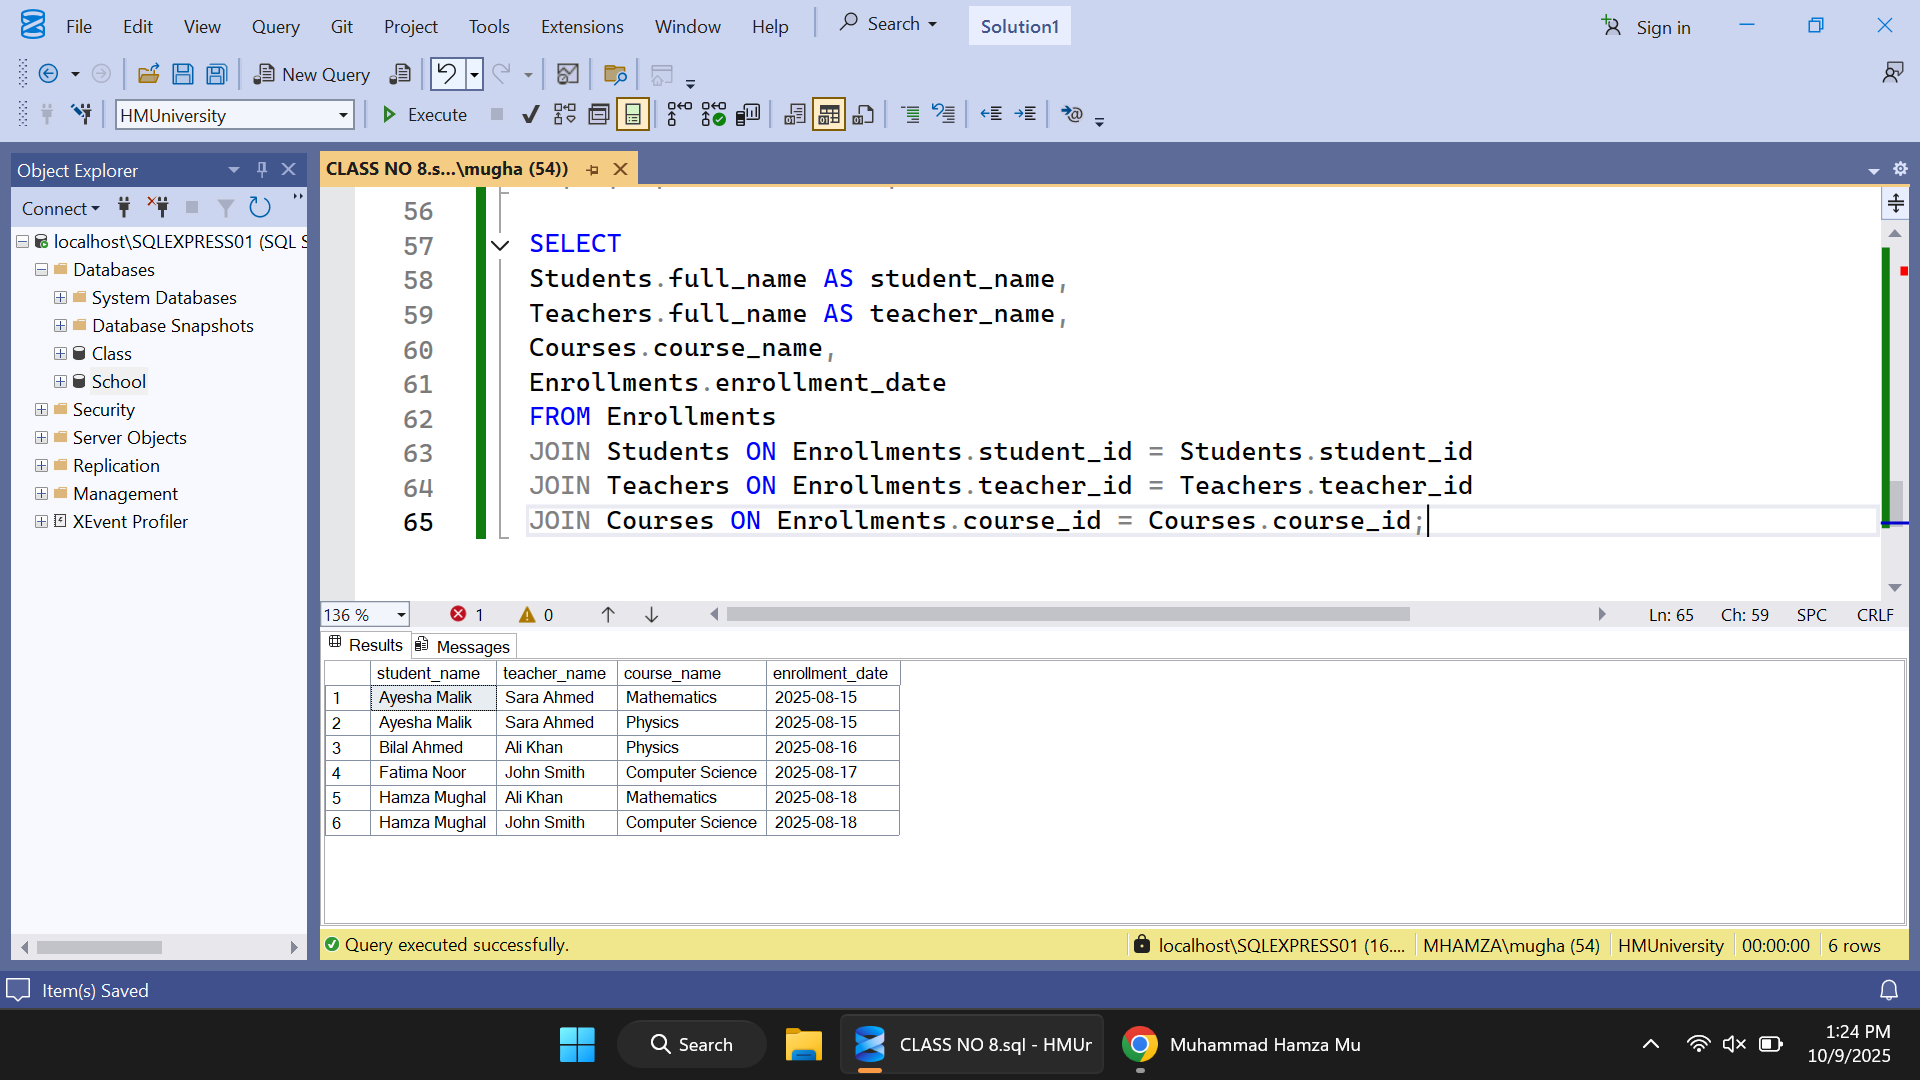 File Edit View Query Git Project Tools Extensions Window Help Search Solution1 Sign in
New Query
HMUniversity Execute
Object Explorer
Connect
localhost\SQLEXPRESS01 (SQL S
Databases
System Databases
Database Snapshots
Class
School
Security
Server Objects
Replication
Management
XEvent Profiler
CLASS NO 8.s...\mugha (54))
56
57 SELECT
58 Students.full_name AS student_name,
59 Teachers.full_name AS teacher_name,
60 Courses.course_name,
61 Enrollments.enrollment_date
62 FROM Enrollments
63 JOIN Students ON Enrollments.student_id = Students.student_id
64 JOIN Teachers ON Enrollments.teacher_id = Teachers.teacher_id
65 JOIN Courses ON Enrollments.course_id = Courses.course_id;
136 % 1 0 Ln: 65 Ch: 59 SPC CRLF
Results Messages
student_name teacher_name course_name enrollment_date
1 Ayesha Malik Sara Ahmed Mathematics 2025-08-15
2 Ayesha Malik Sara Ahmed Physics 2025-08-15
3 Bilal Ahmed Ali Khan Physics 2025-08-16
4 Fatima Noor John Smith Computer Science 2025-08-17
5 Hamza Mughal Ali Khan Mathematics 2025-08-18
6 Hamza Mughal John Smith Computer Science 2025-08-18
Query executed successfully. localhost\SQLEXPRESS01 (16.... MHAMZA\mugha (54) HMUniversity 00:00:00 6 rows
Item(s) Saved
Search CLASS NO 8.sql - HMUr Muhammad Hamza Mu 1:24 PM
10/9/2025